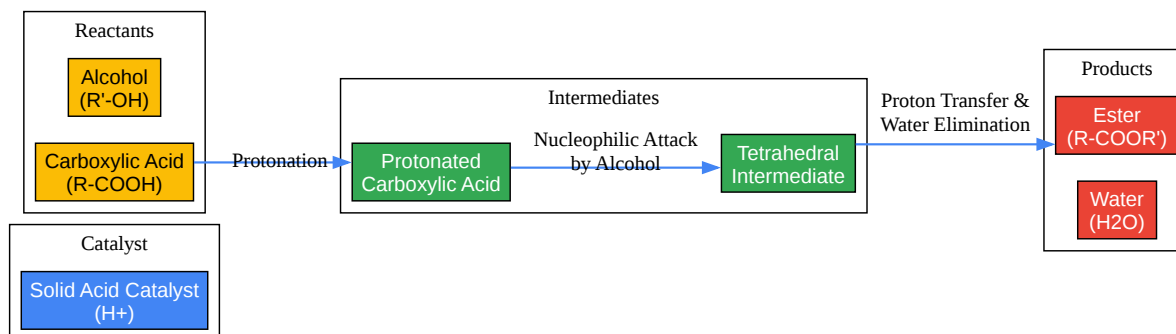 Reactants
Alcohol
(R'-OH)
Carboxylic Acid
(R-COOH)
Catalyst
Solid Acid Catalyst
(H+)
Protonation
Intermediates
Protonated
Carboxylic Acid
Nucleophilic Attack
by Alcohol
Tetrahedral
Intermediate
Proton Transfer &
Water Elimination
Products
Ester
(R-COOR')
Water
(H2O)